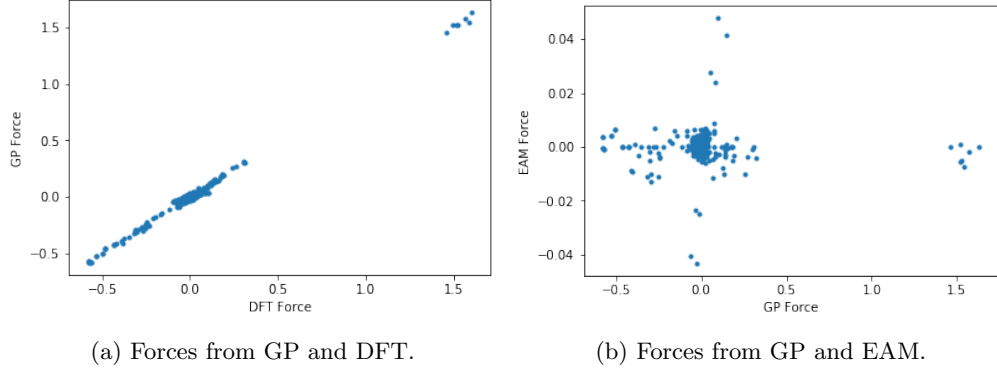 1.5
1.0
0.5
0.0
−0.5
GP Force
−0.5 0.0 0.5 1.0 1.5
DFT Force
(a) Forces from GP and DFT.
0.04
0.02
0.00
−0.02
−0.04
EAM Force
−0.5 0.0 0.5 1.0 1.5
GP Force
(b) Forces from GP and EAM.